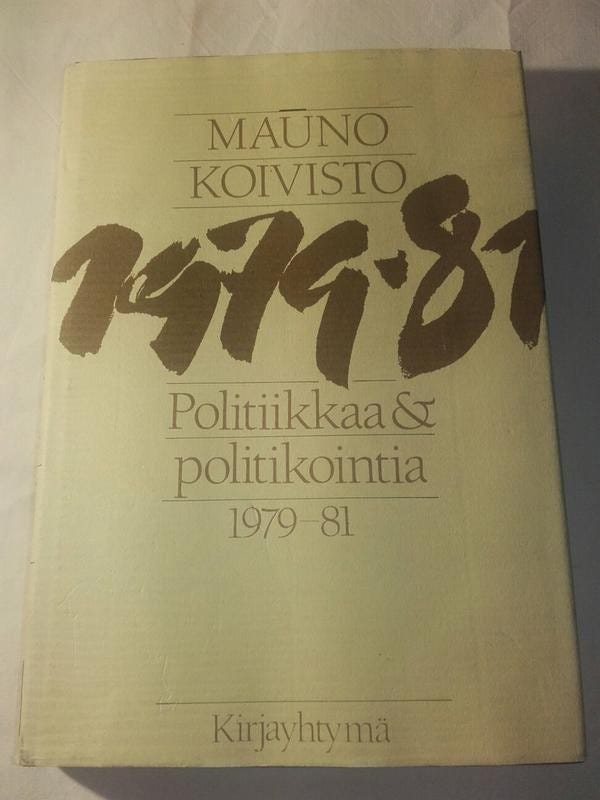 MAUNO
KOIVISTO
1979-81
Politiikkaa &
politikointia
1979–81
Kirjayhtymä